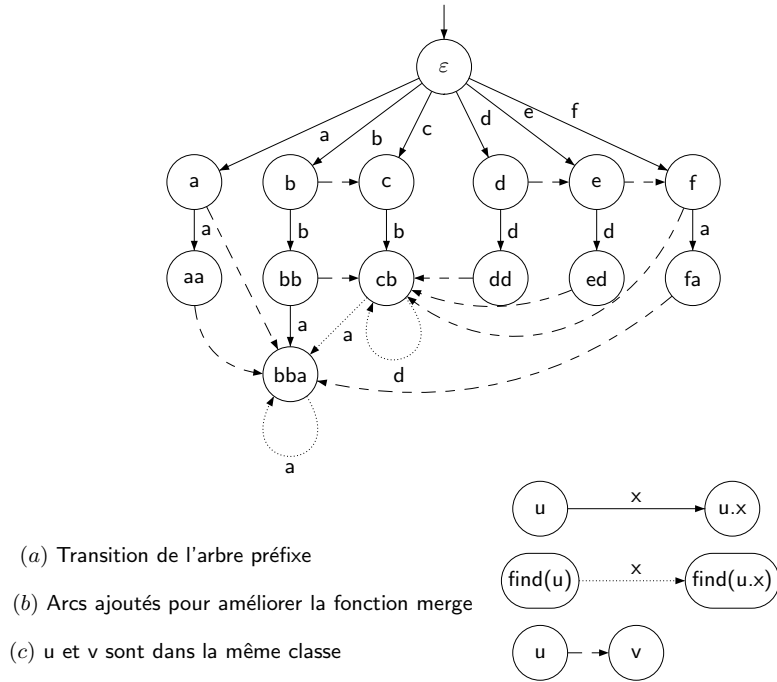 ε
a b c d e f
a b c d e f
a b b d d a
aa bb cb dd ed fa
a a d
bba
a
u x u.x
(a) Transition de l'arbre préfixe
find(u) x find(u.x)
(b) Arcs ajoutés pour améliorer la fonction merge
(c) u et v sont dans la même classe
u v